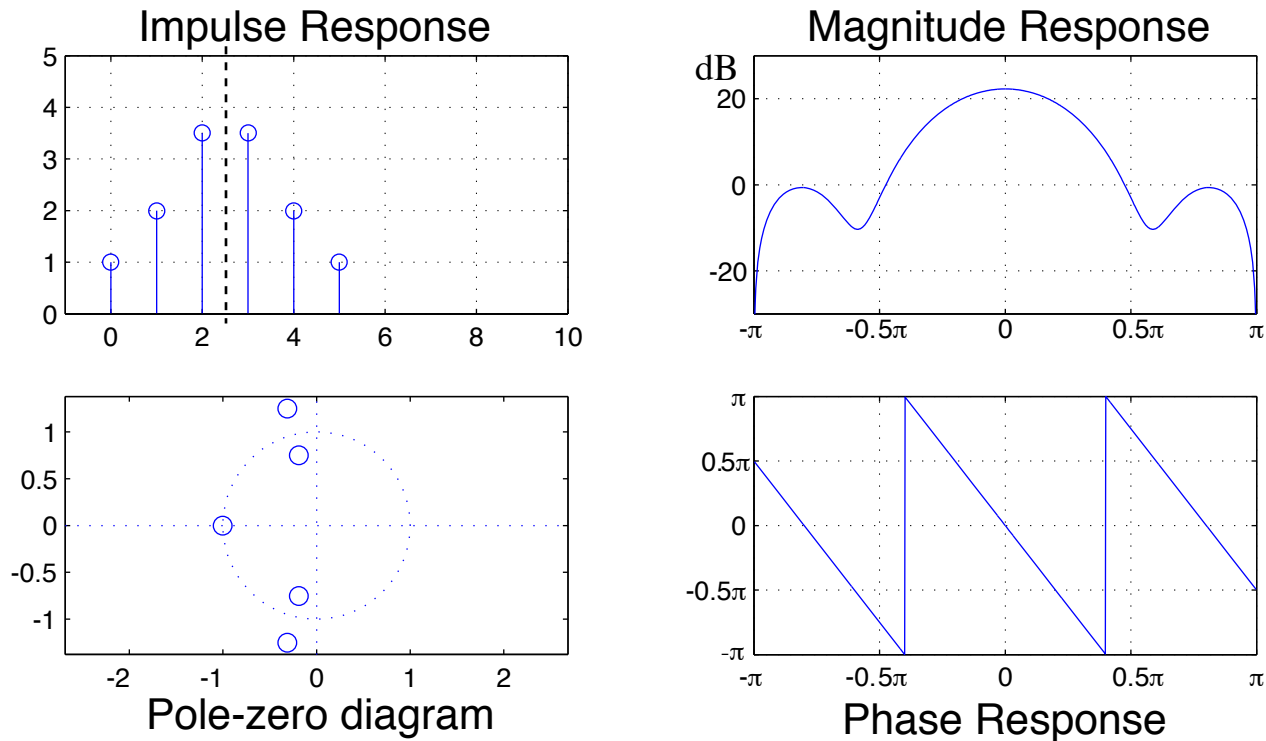 Impulse Response
5
4
3
2
1
0
0 2 4 6 8 10
Magnitude Response
dB
20
0
-20
-π -0.5π 0 0.5π π
1
0.5
0
-0.5
-1
-2 -1 0 1 2
Pole-zero diagram
π
0.5π
0
-0.5π
-π
-π -0.5π 0 0.5π π
Phase Response